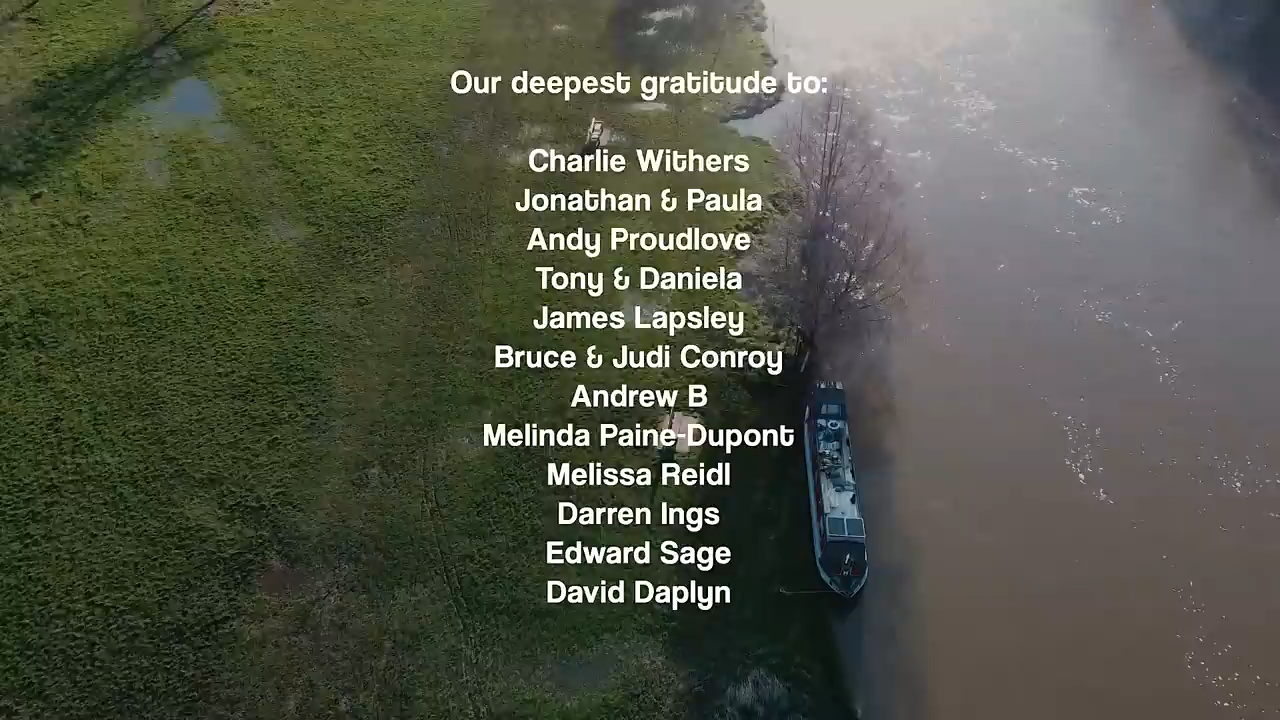 Our deepest gratitude to:
Charlie Withers
Jonathan & Paula
Andy Proudlove
Tony & Daniela
James Lapsley
Bruce & Judi Conroy
Andrew B
Melinda Paine-Dupont
Melissa Reidl
Darren Ings
Edward Sage
David Daplyn